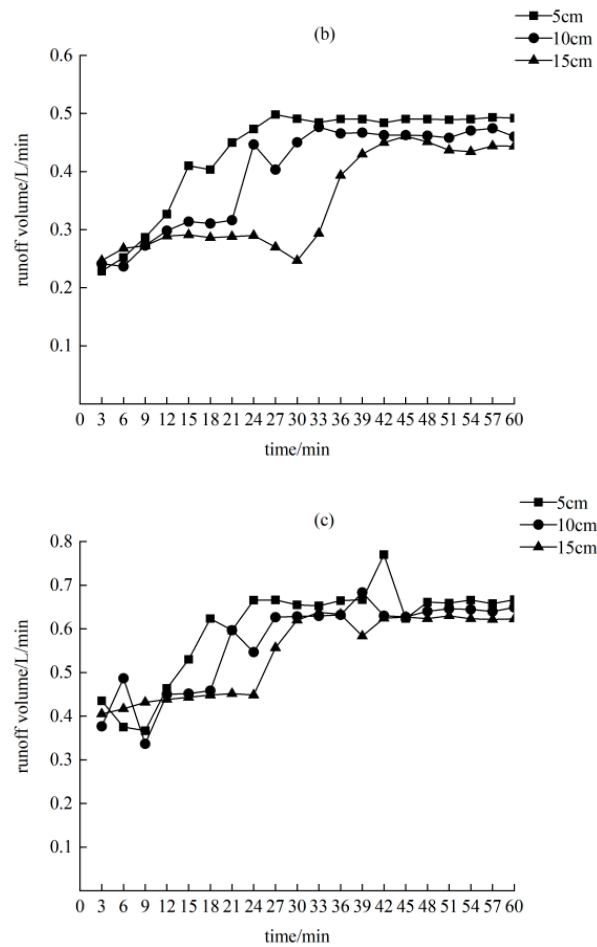 (b)
5cm
10cm
15cm
0.6
0.5
0.4
0.3
0.2
0.1
runoff volume/L/min
0 3 6 9 12 15 18 21 24 27 30 33 36 39 42 45 48 51 54 57 60
time/min
(c)
5cm
10cm
15cm
0.8
0.7
0.6
0.5
0.4
0.3
0.2
0.1
runoff volume/L/min
0 3 6 9 12 15 18 21 24 27 30 33 36 39 42 45 48 51 54 57 60
time/min